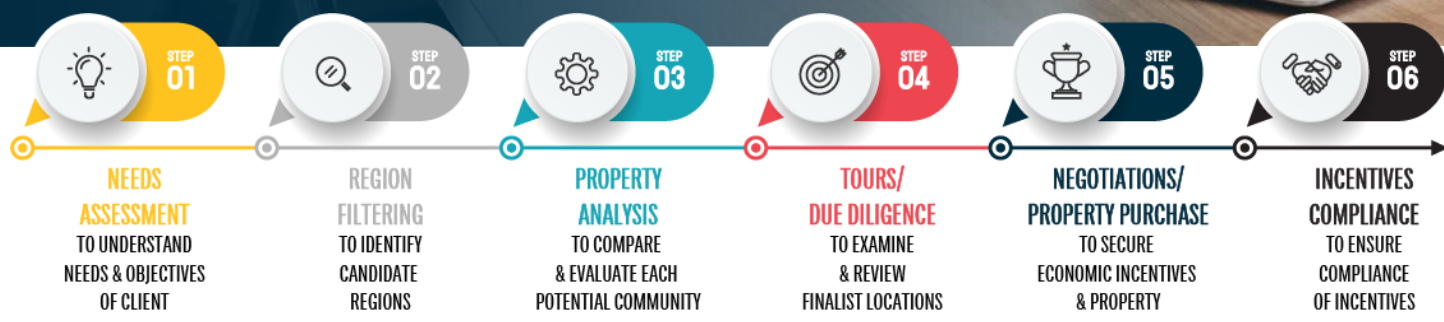 STEP
01
NEEDS
ASSESSMENT
TO UNDERSTAND
NEEDS & OBJECTIVES
OF CLIENT
STEP
02
REGION
FILTERING
TO IDENTIFY
CANDIDATE
REGIONS
STEP
03
PROPERTY
ANALYSIS
TO COMPARE
& EVALUATE EACH
POTENTIAL COMMUNITY
STEP
04
TOURS/
DUE DILIGENCE
TO EXAMINE
& REVIEW
FINALIST LOCATIONS
STEP
05
NEGOTIATIONS/
PROPERTY PURCHASE
TO SECURE
ECONOMIC INCENTIVES
& PROPERTY
STEP
06
INCENTIVES
COMPLIANCE
TO ENSURE
COMPLIANCE
OF INCENTIVES